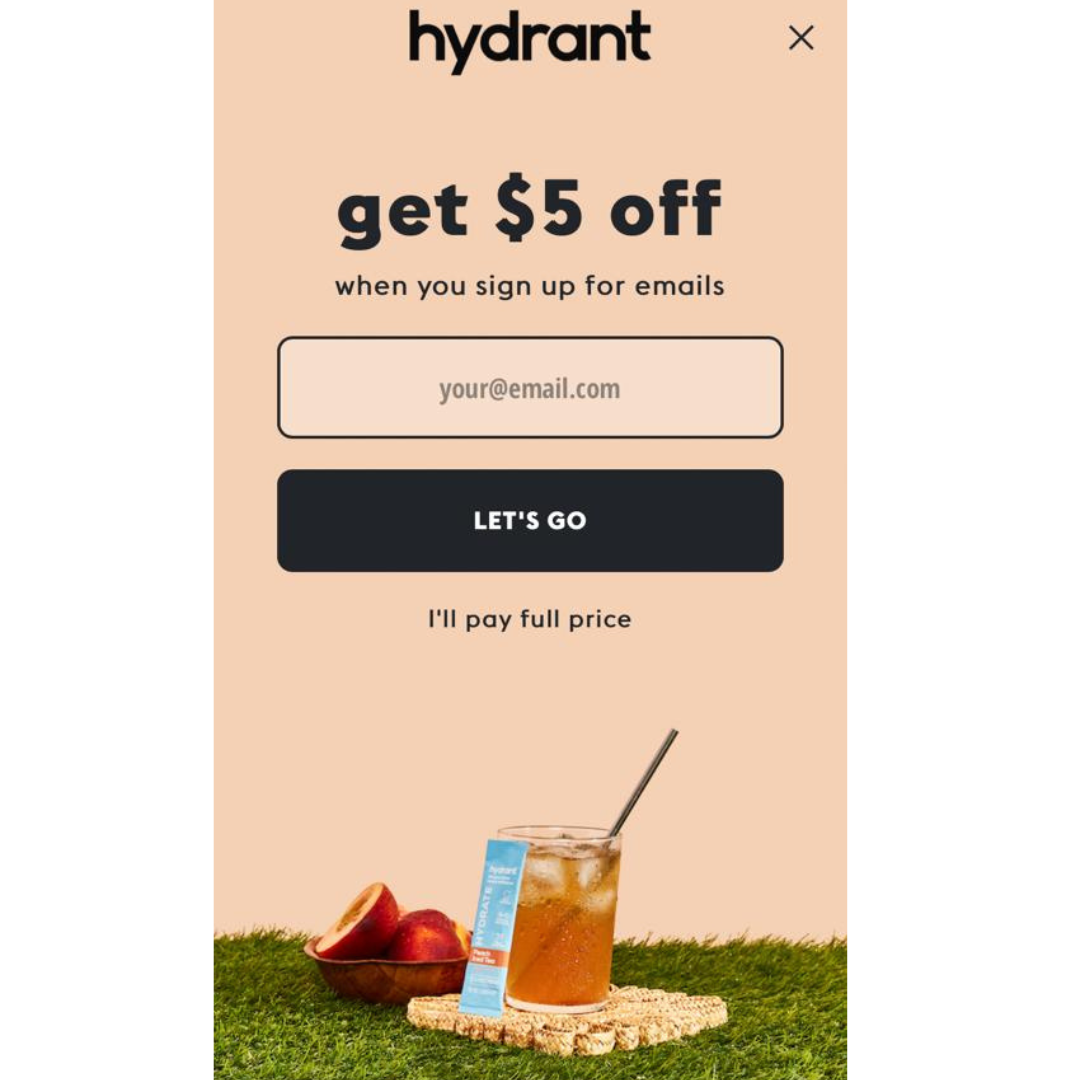 hydrant
get $5 off
when you sign up for emails
your@email.com
LET'S GO
I'll pay full price
hydrant
HYDRATE
Peach
Iced Tea